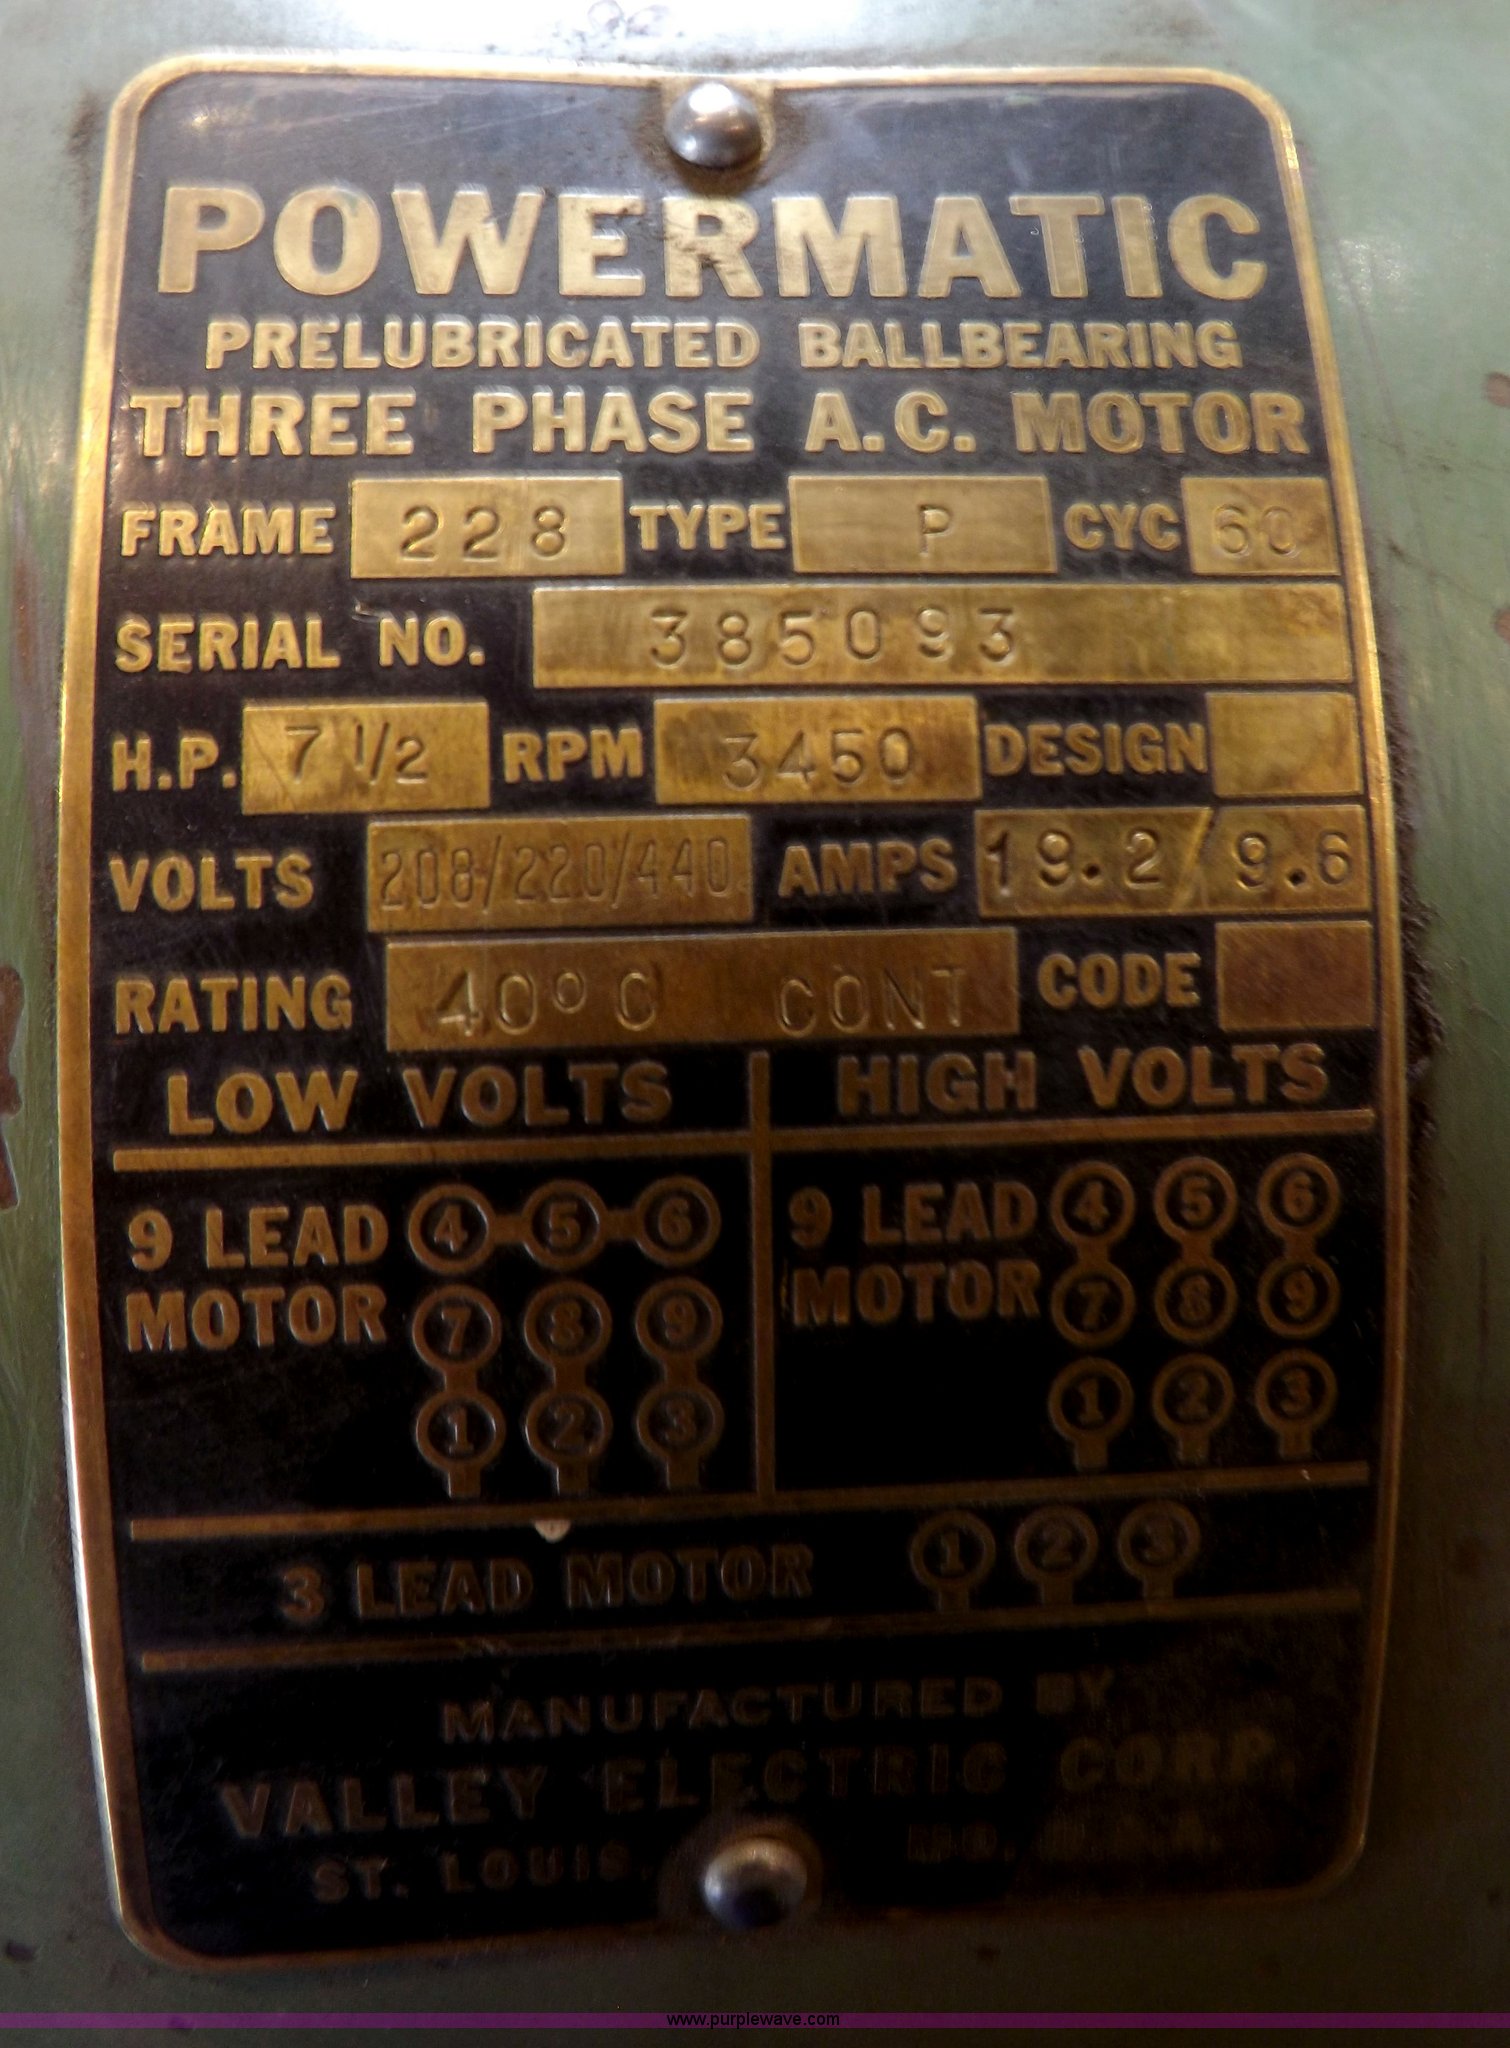 POWERMATIC
PRELUBRICATED BALLBEARING
THREE PHASE A.C. MOTOR
FRAME 228 TYPE P CYC 60
SERIAL NO. 385093
H.P. 7 1/2 RPM 3450 DESIGN
VOLTS 208/220/440 AMPS 19.2/9.6
RATING 40°C CONT CODE
LOW VOLTS HIGH VOLTS
9 LEAD 4 5 6 9 LEAD 4 5 6
MOTOR 7 8 9 MOTOR 7 8 9
1 2 3 1 2 3
3 LEAD MOTOR 1 2 3
MANUFACTURED BY
VALLEY ELECTRIC CORP.
ST. LOUIS, MO. U.S.A.
www.purplewave.com